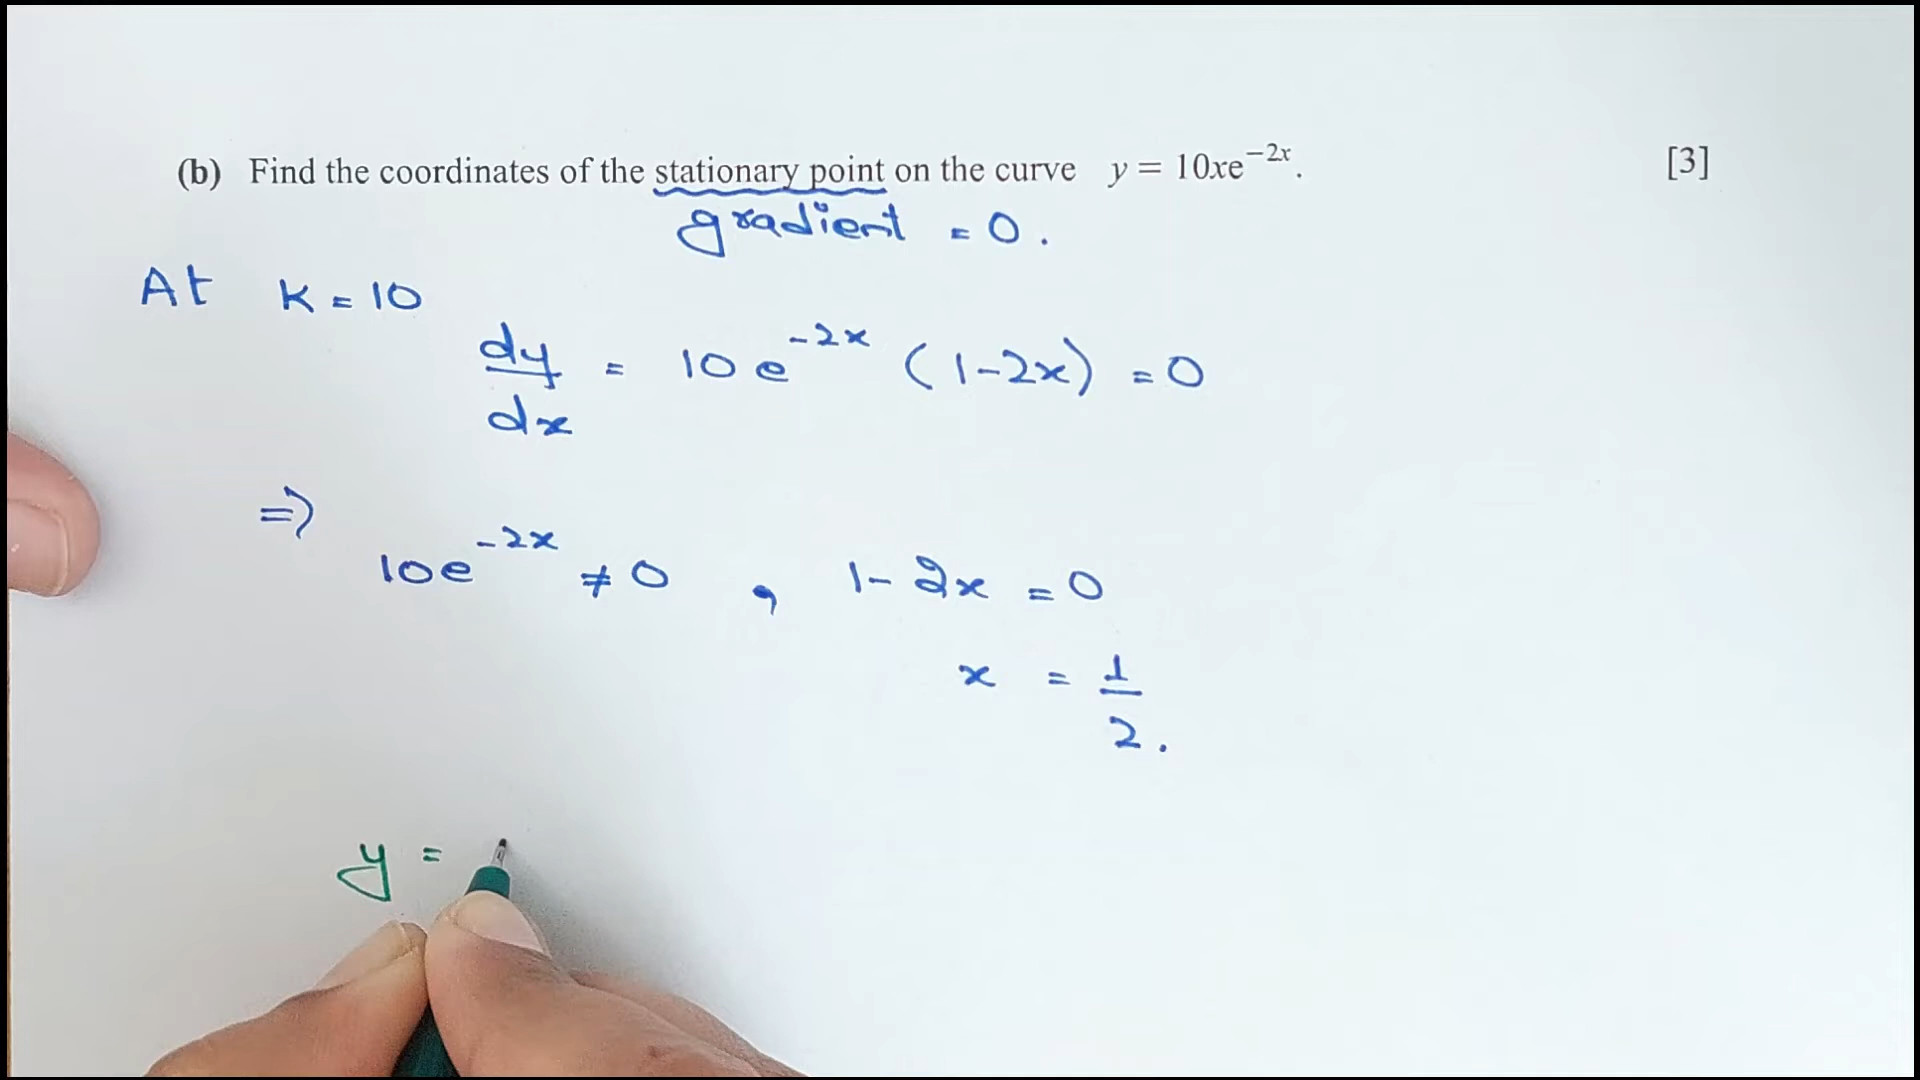 (b) Find the coordinates of the stationary point on the curve y = 10xe⁻²ˣ. [3]
gradient = 0.
At K = 10
dy/dx = 10e⁻²ˣ (1-2x) = 0
⇒ 10e⁻²ˣ ≠ 0 , 1-2x = 0
x = 1/2.
y =